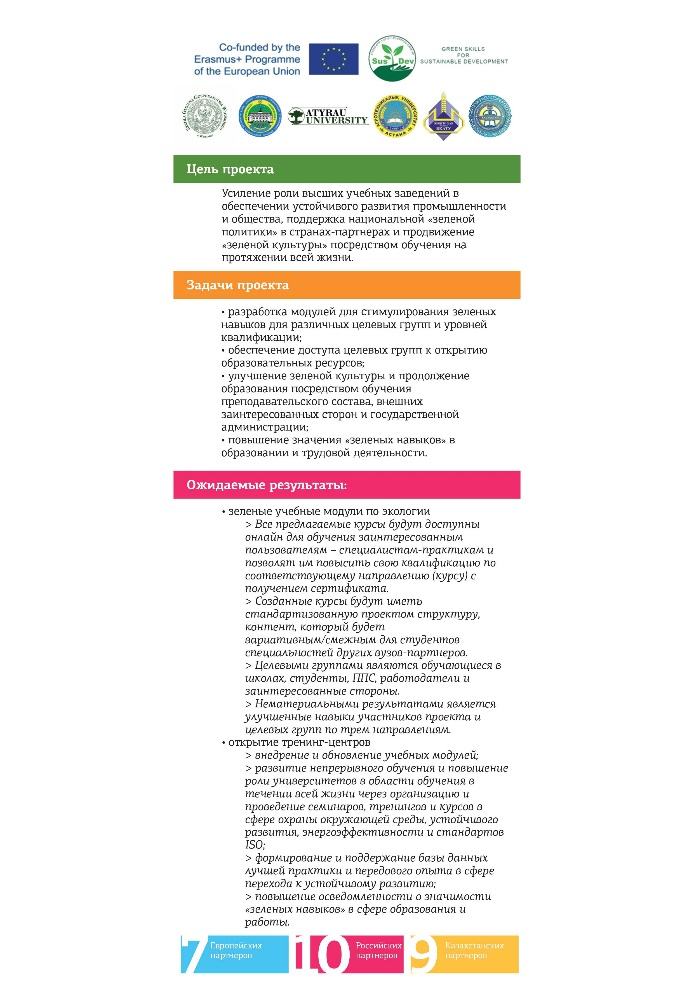 Co-funded by the
Erasmus+ Programme
of the European Union
Sus Dev
GREEN SKILLS
FOR
SUSTAINABLE DEVELOPMENT
ATYRAU
UNIVERSITY
Цель проекта
Усиление роли высших учебных заведений в
обеспечении устойчивого развития промышленности
и общества, поддержка национальной «зеленой
политики» в странах-партнерах и продвижение
«зеленой культуры» посредством обучения на
протяжении всей жизни.
Задачи проекта
• разработка модулей для стимулирования зеленых
навыков для различных целевых групп и уровней
квалификации;
• обеспечение доступа целевых групп к открытию
образовательных ресурсов;
• улучшение зеленой культуры и продолжение
образования посредством обучения
преподавательского состава, внешних
заинтересованных сторон и государственной
администрации;
• повышение значения «зеленых навыков» в
образовании и трудовой деятельности.
Ожидаемые результаты:
• зеленые учебные модули по экологии
> Все предлагаемые курсы будут доступны
онлайн для обучения заинтересованным
пользователям – специалистам-практикам и
позволят им повысить свою квалификацию по
соответствующему направлению (курсу) с
получением сертификата.
> Созданные курсы будут иметь
стандартизованную проектом структуру,
контент, который будет
вариативным/смежным для студентов
специальностей других вузов-партнеров.
> Целевыми группами являются обучающиеся в
школах, студенты, ППС, работодатели и
заинтересованные стороны.
> Нематериальными результатами является
улучшенные навыки участников проекта и
целевых групп по трем направлениям.
• открытие тренинг-центров
> внедрение и обновление учебных модулей;
> развитие непрерывного обучения и повышение
роли университетов в области обучения в
течении всей жизни через организацию и
проведение семинаров, тренингов и курсов в
сфере охраны окружающей среды, устойчивого
развития, энергоэффективности и стандартов
ISO;
> формирование и поддержание базы данных
лучшей практики и передового опыта в сфере
перехода к устойчивому развитию;
> повышение осведомленности о значимости
«зеленых навыков» в сфере образования и
работы.
7 Европейских
партнеров
10 Российских
партнеров
9 Казахстанских
партнеров